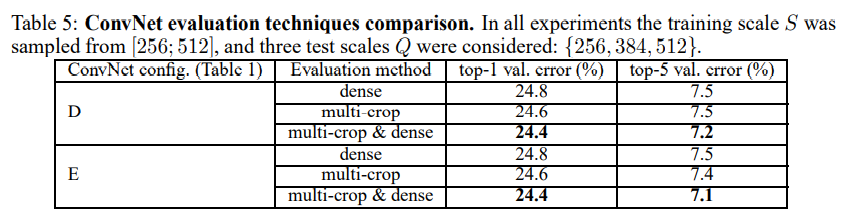 Table 5: ConvNet evaluation techniques comparison. In all experiments the training scale S was
sampled from [256; 512], and three test scales Q were considered: {256, 384, 512}.
ConvNet config. (Table 1) Evaluation method top-1 val. error (%) top-5 val. error (%)
D dense 24.8 7.5
multi-crop 24.6 7.5
multi-crop & dense 24.4 7.2
E dense 24.8 7.5
multi-crop 24.6 7.4
multi-crop & dense 24.4 7.1